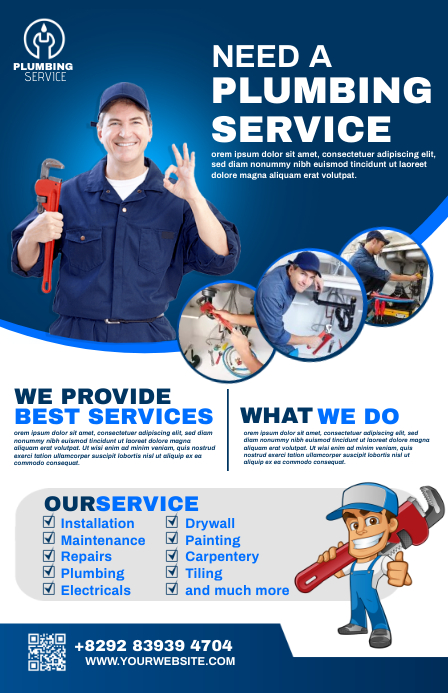 PLUMBING
SERVICE
NEED A
PLUMBING
SERVICE
orem ipsum dolor sit amet, consectetuer adipiscing elit,
sed diam nonummy nibh euismod tincidunt ut laoreet
dolore magna aliquam erat volutpat.
WE PROVIDE
BEST SERVICES
orem ipsum dolor sit amet, consectetuer adipiscing elit, sed diam
nonummy nibh euismod tincidunt ut laoreet dolore magna
aliquam erat volutpat. Ut wisi enim ad minim veniam, quis nostrud
exerci tation ullamcorper suscipit lobortis nisl ut aliquip ex ea
commodo consequat.
WHAT WE DO
orem ipsum dolor sit amet, consectetuer adipiscing elit, sed
diam nonummy nibh euismod tincidunt ut laoreet dolore magna
aliquam erat volutpat. Ut wisi enim ad minim veniam, quis
nostrud exerci tation ullamcorper suscipit lobortis nisl ut
aliquip ex ea commodo consequat.
OURSERVICE
Installation
Maintenance
Repairs
Plumbing
Electricals
Drywall
Painting
Carpentery
Tiling
and much more
+8292 83939 4704
WWW.YOURWEBSITE.COM